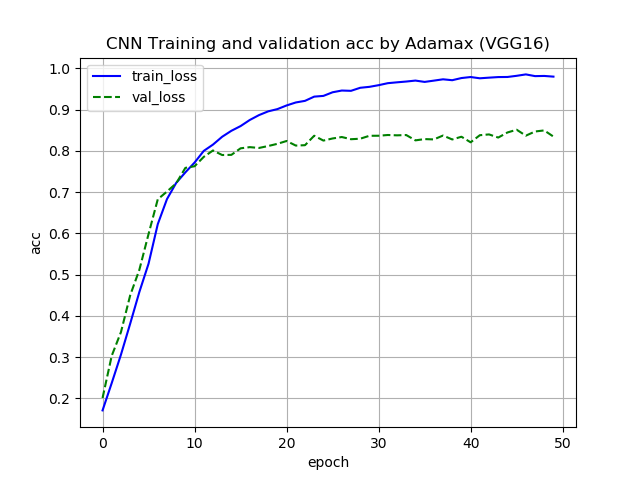 CNN Training and validation acc by Adamax (VGG16)
train_loss
val_loss
1.0
0.9
0.8
0.7
0.6
0.5
0.4
0.3
0.2
acc
0 10 20 30 40 50
epoch